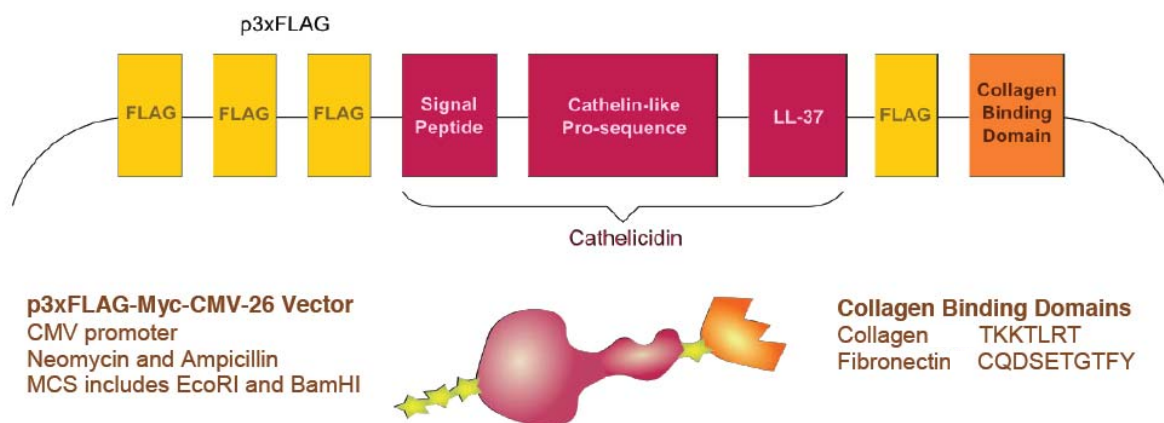 p3xFLAG
FLAG
FLAG
FLAG
Signal
Peptide
Cathelin-like
Pro-sequence
LL-37
FLAG
Collagen
Binding
Domain
Cathelicidin
p3xFLAG-Myc-CMV-26 Vector
CMV promoter
Neomycin and Ampicillin
MCS includes EcoRI and BamHI
Collagen Binding Domains
Collagen TKKTLRT
Fibronectin CQDSETGTFY